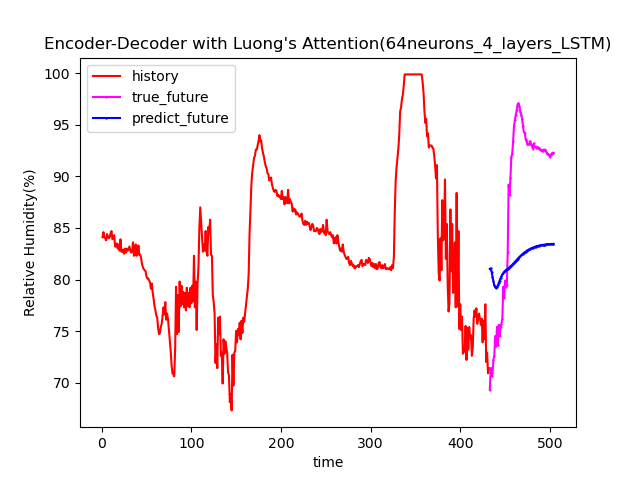 Encoder-Decoder with Luong's Attention(64neurons_4_layers_LSTM)
history
true_future
predict_future
Relative Humidity(%)
100
95
90
85
80
75
70
0 100 200 300 400 500
time